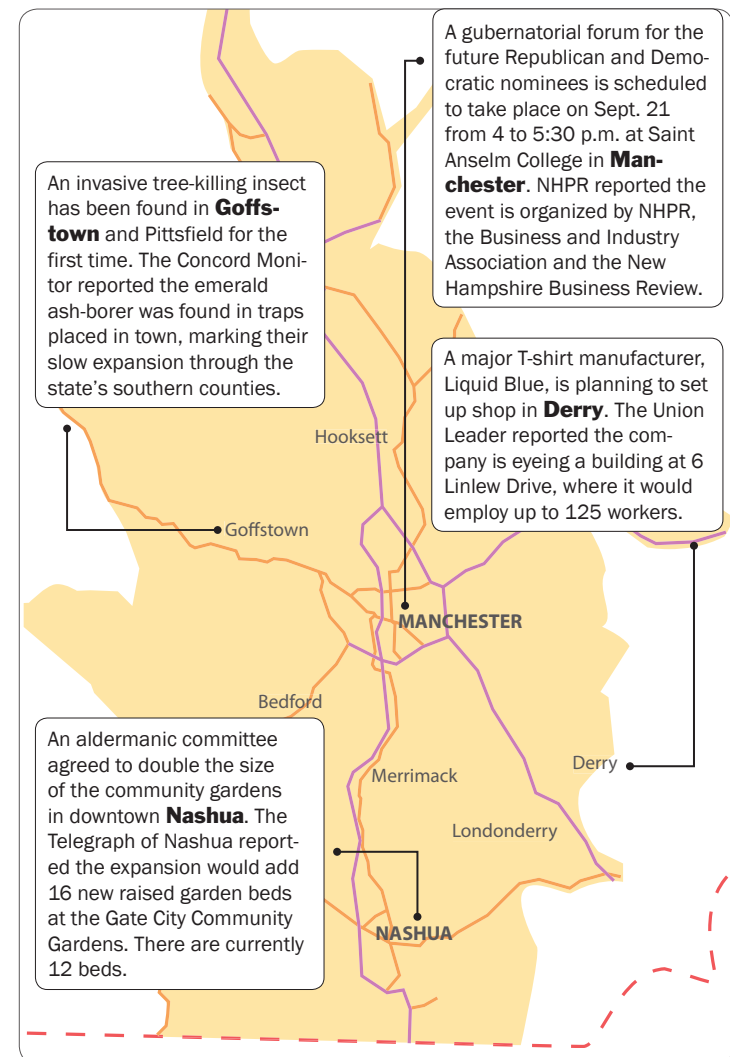 A gubernatorial forum for the
future Republican and Demo-
cratic nominees is scheduled
to take place on Sept. 21
from 4 to 5:30 p.m. at Saint
Anselm College in Man-
chester. NHPR reported the
event is organized by NHPR,
the Business and Industry
Association and the New
Hampshire Business Review.
An invasive tree-killing insect
has been found in Goffs-
town and Pittsfield for the
first time. The Concord Moni-
tor reported the emerald
ash-borer was found in traps
placed in town, marking their
slow expansion through the
state's southern counties.
A major T-shirt manufacturer,
Liquid Blue, is planning to set
up shop in Derry. The Union
Leader reported the com-
pany is eyeing a building at 6
Linlew Drive, where it would
employ up to 125 workers.
Hooksett
Goffstown
MANCHESTER
Bedford
An aldermanic committee
agreed to double the size
of the community gardens
in downtown Nashua. The
Telegraph of Nashua report-
ed the expansion would add
16 new raised garden beds
at the Gate City Community
Gardens. There are currently
12 beds.
Merrimack
Derry
Londonderry
NASHUA